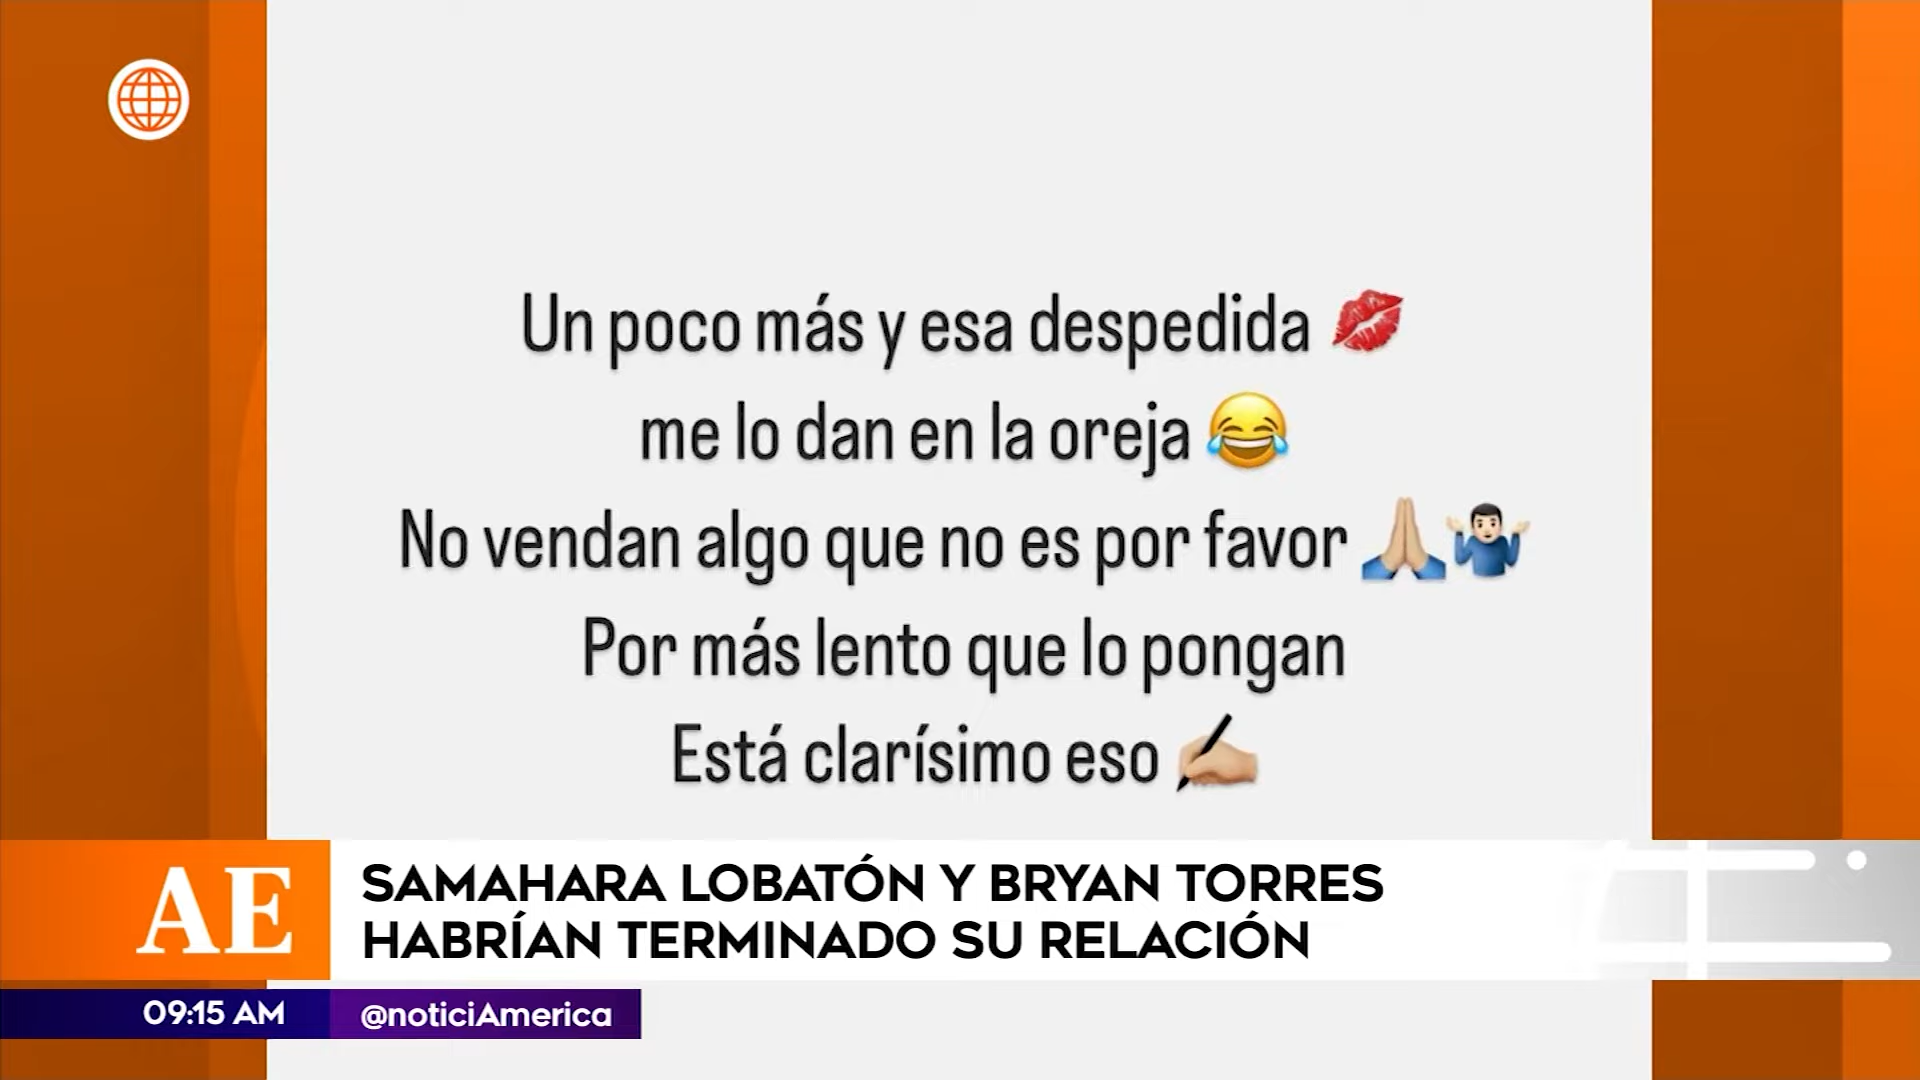 Un poco más y esa despedida 💋
me lo dan en la oreja 😂
No vendan algo que no es por favor 🙏🏼🤷🏻‍♂️
Por más lento que lo pongan
Está clarísimo eso ✍🏼
AE
SAMAHARA LOBATÓN Y BRYAN TORRES
HABRÍAN TERMINADO SU RELACIÓN
09:15 AM
@noticiAmerica